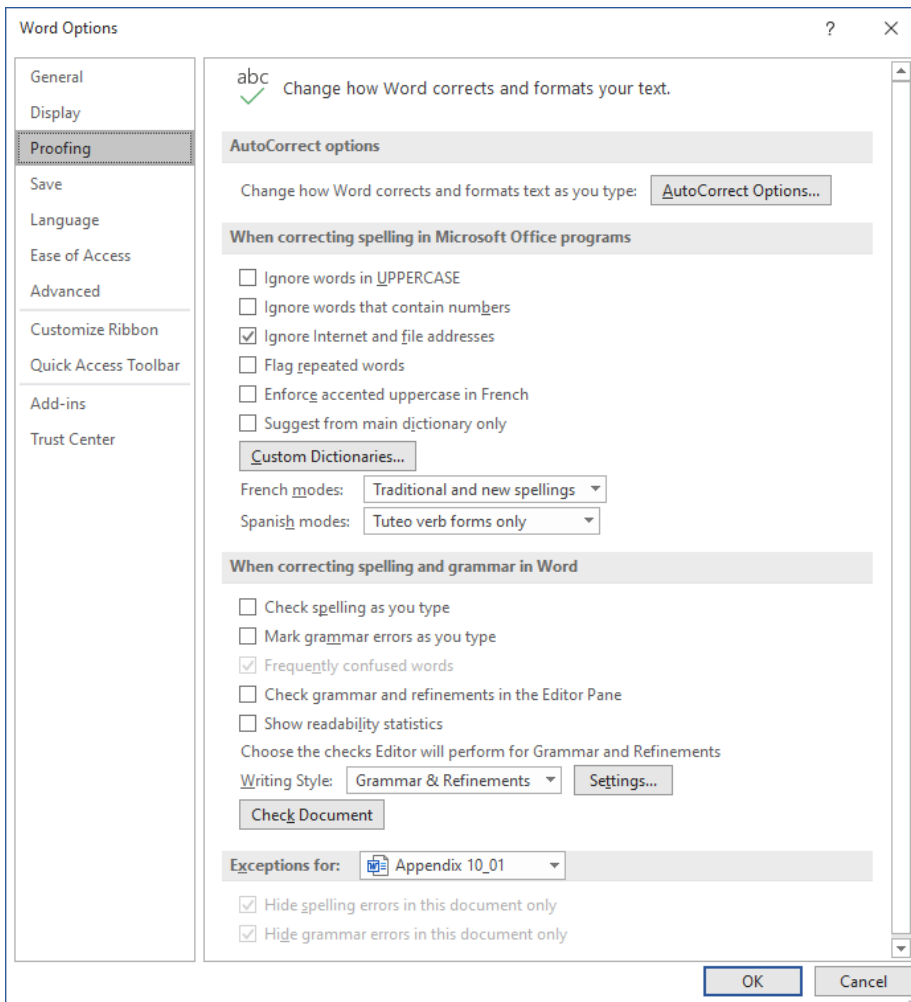 Word Options
?
General
Display
Proofing
Save
Language
Ease of Access
Advanced
Customize Ribbon
Quick Access Toolbar
Add-ins
Trust Center
abc
Change how Word corrects and formats your text.
AutoCorrect options
Change how Word corrects and formats text as you type: AutoCorrect Options...
When correcting spelling in Microsoft Office programs
Ignore words in UPPERCASE
Ignore words that contain numbers
Ignore Internet and file addresses
Flag repeated words
Enforce accented uppercase in French
Suggest from main dictionary only
Custom Dictionaries...
French modes: Traditional and new spellings
Spanish modes: Tuteo verb forms only
When correcting spelling and grammar in Word
Check spelling as you type
Mark grammar errors as you type
Frequently confused words
Check grammar and refinements in the Editor Pane
Show readability statistics
Choose the checks Editor will perform for Grammar and Refinements
Writing Style: Grammar & Refinements Settings...
Check Document
Exceptions for: Appendix 10_01
Hide spelling errors in this document only
Hide grammar errors in this document only
OK Cancel